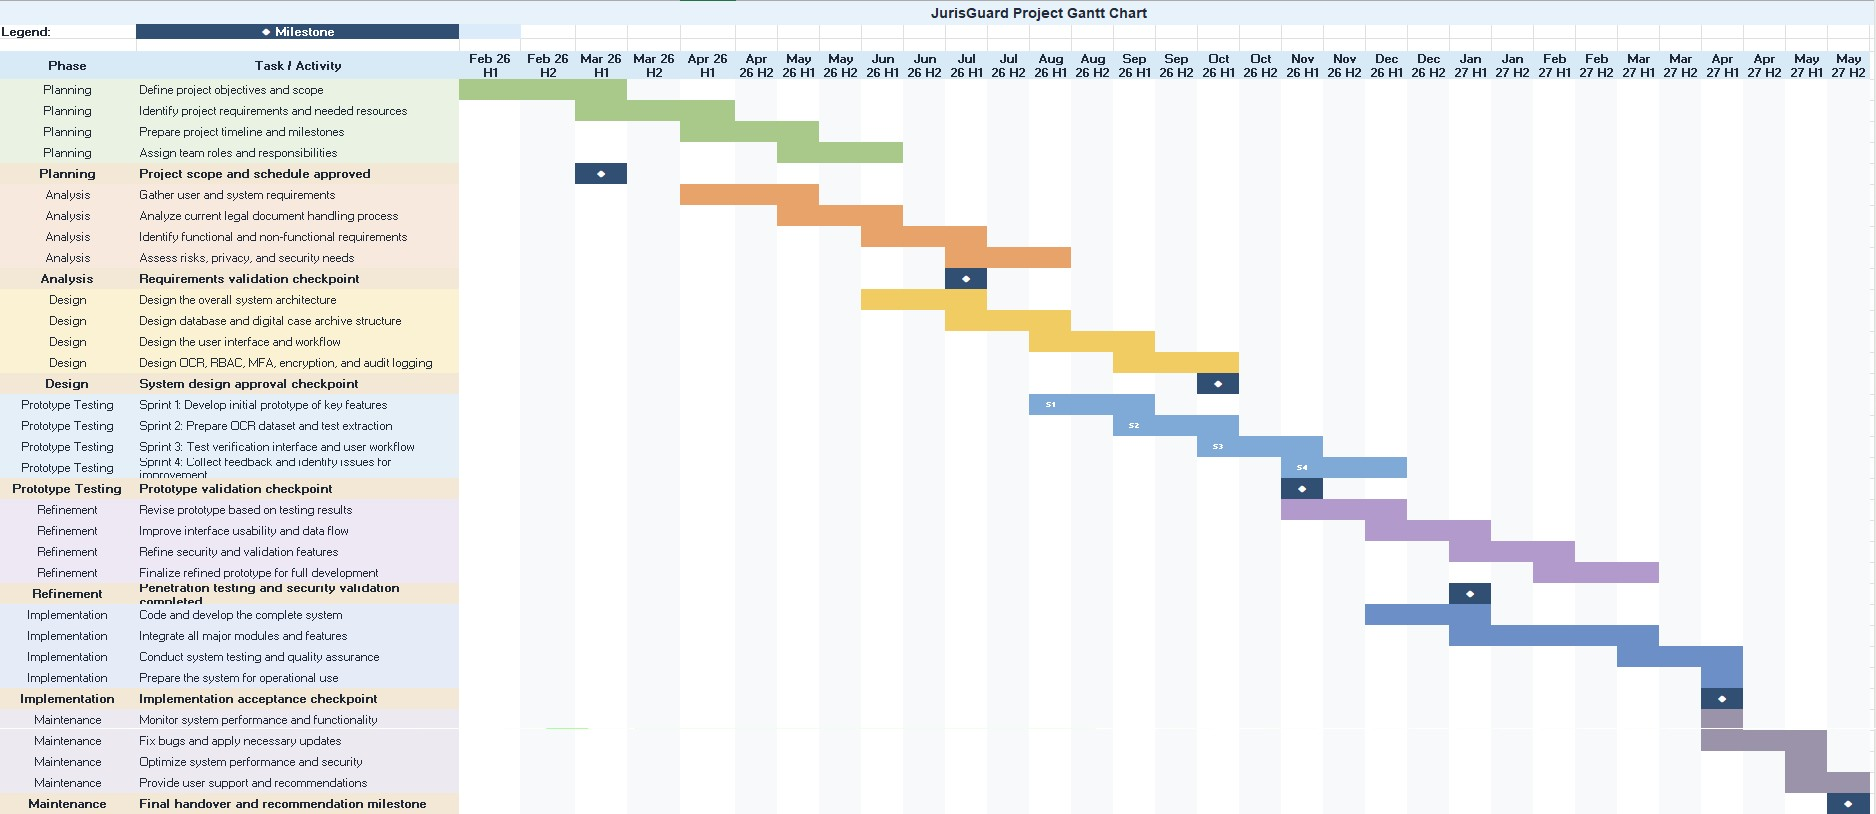 JurisGuard Project Gantt Chart
Legend: ◆ Milestone
Phase Task / Activity Feb 26 H1 Feb 26 H2 Mar 26 H1 Mar 26 H2 Apr 26 H1 Apr 26 H2 May 26 H1 May 26 H2 Jun 26 H1 Jun 26 H2 Jul 26 H1 Jul 26 H2 Aug 26 H1 Aug 26 H2 Sep 26 H1 Sep 26 H2 Oct 26 H1 Oct 26 H2 Nov 26 H1 Nov 26 H2 Dec 26 H1 Dec 26 H2 Jan 27 H1 Jan 27 H2 Feb 27 H1 Feb 27 H2 Mar 27 H1 Mar 27 H2 Apr 27 H1 Apr 27 H2 May 27 H1 May 27 H2
Planning Define project objectives and scope
Planning Identify project requirements and needed resources
Planning Prepare project timeline and milestones
Planning Assign team roles and responsibilities
Planning Project scope and schedule approved ◆
Analysis Gather user and system requirements
Analysis Analyze current legal document handling process
Analysis Identify functional and non-functional requirements
Analysis Assess risks, privacy, and security needs
Analysis Requirements validation checkpoint ◆
Design Design the overall system architecture
Design Design database and digital case archive structure
Design Design the user interface and workflow
Design Design OCR, RBAC, MFA, encryption, and audit logging
Design System design approval checkpoint ◆
Prototype Testing Sprint 1: Develop initial prototype of key features S1
Prototype Testing Sprint 2: Prepare OCR dataset and test extraction S2
Prototype Testing Sprint 3: Test verification interface and user workflow S3
Prototype Testing Sprint 4: Collect feedback and identify issues for improvement S4
Prototype Testing Prototype validation checkpoint ◆
Refinement Revise prototype based on testing results
Refinement Improve interface usability and data flow
Refinement Refine security and validation features
Refinement Finalize refined prototype for full development
Refinement Penetration testing and security validation completed ◆
Implementation Code and develop the complete system
Implementation Integrate all major modules and features
Implementation Conduct system testing and quality assurance
Implementation Prepare the system for operational use
Implementation Implementation acceptance checkpoint ◆
Maintenance Monitor system performance and functionality
Maintenance Fix bugs and apply necessary updates
Maintenance Optimize system performance and security
Maintenance Provide user support and recommendations
Maintenance Final handover and recommendation milestone ◆